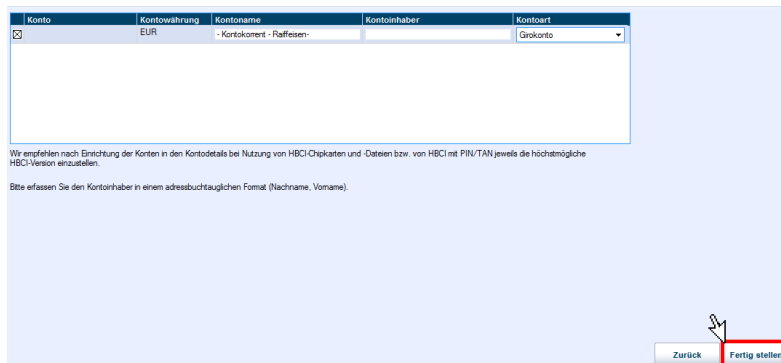 Konto Kontowährung Kontoname Kontoinhaber Kontoart
EUR - Kontokorrent - Raiffeisen- Girokonto
Wir empfehlen nach Einrichtung der Konten in den Kontodetails bei Nutzung von HBCI-Chipkarten und -Dateien bzw. von HBCI mit PIN/TAN jeweils die höchstmögliche
HBCI-Version einzustellen.
Bitte erfassen Sie den Kontoinhaber in einem adressbuchtauglichen Format (Nachname, Vorname).
Zurück Fertig stellen